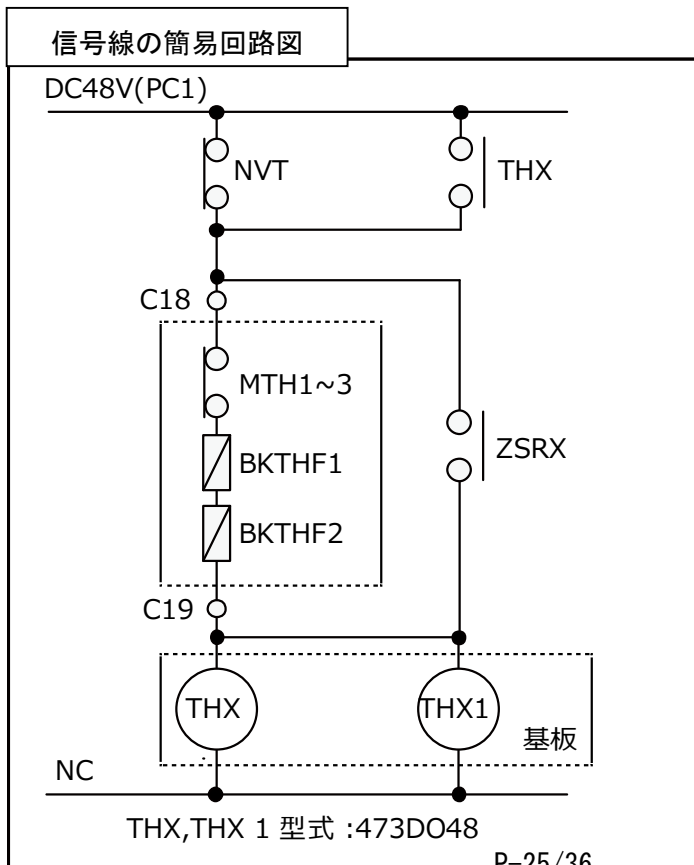 信号線の簡易回路図
DC48V(PC1)
NVT
THX
C18
MTH1~3
ZSRX
BKTHF1
BKTHF2
C19
THX
THX1
基板
NC
THX,THX 1 型式 :473DO48
P-25/36